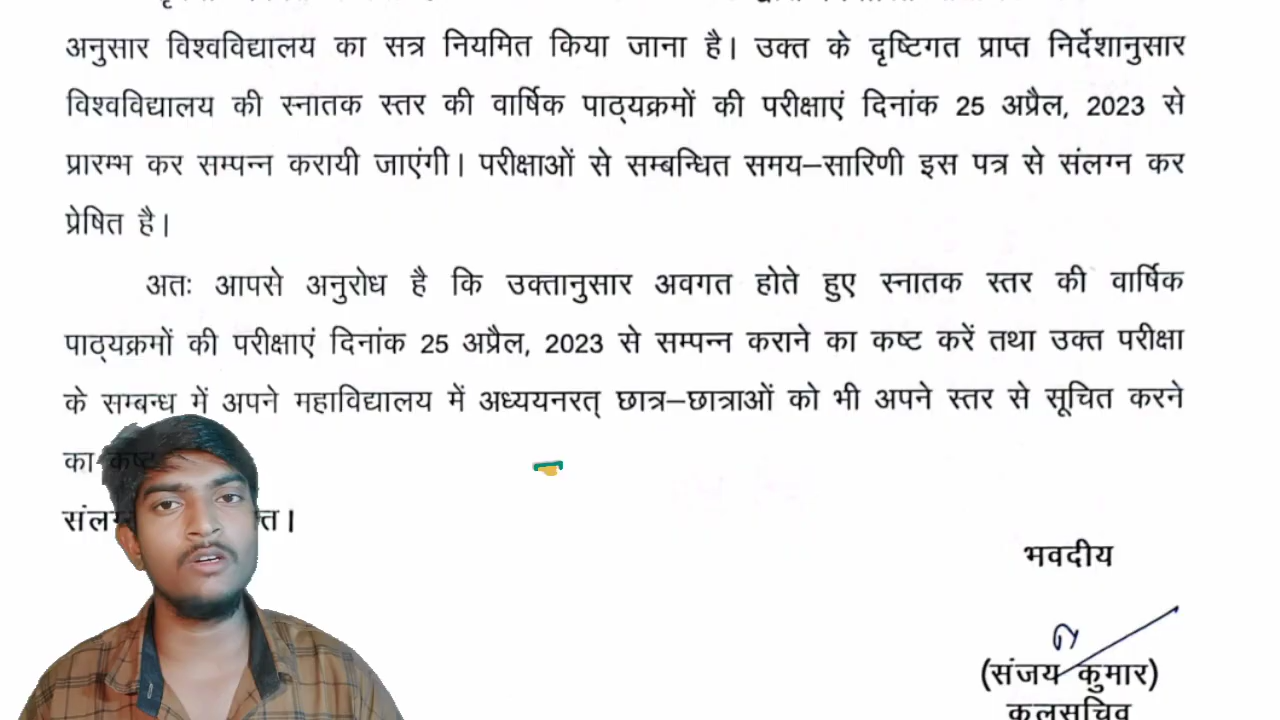 अनुसार विश्वविद्यालय का सत्र नियमित किया जाना है। उक्त के दृष्टिगत प्राप्त निर्देशानुसार
विश्वविद्यालय की स्नातक स्तर की वार्षिक पाठ्यक्रमों की परीक्षाएं दिनांक 25 अप्रैल, 2023 से
प्रारम्भ कर सम्पन्न करायी जाएंगी। परीक्षाओं से सम्बन्धित समय–सारिणी इस पत्र से संलग्न कर
प्रेषित है।
अतः आपसे अनुरोध है कि उक्तानुसार अवगत होते हुए स्नातक स्तर की वार्षिक
पाठ्यक्रमों की परीक्षाएं दिनांक 25 अप्रैल, 2023 से सम्पन्न कराने का कष्ट करें तथा उक्त परीक्षा
के सम्बन्ध में अपने महाविद्यालय में अध्ययनरत् छात्र–छात्राओं को भी अपने स्तर से सूचित करने
का कष्ट
भवदीय
(संजय कुमार)
कुलसचिव